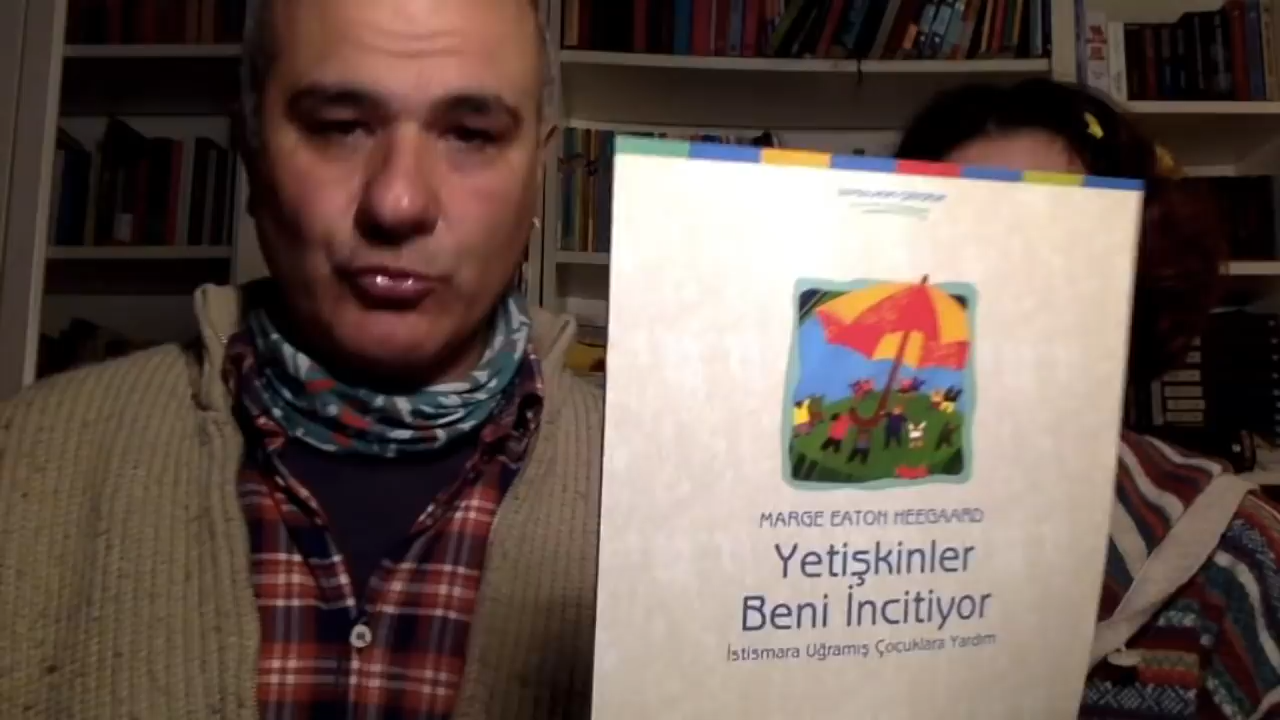 MARGE EATON HEEGAARD
Yetişkinler
Beni İncitiyor
İstismara Uğramış Çocuklara Yardım